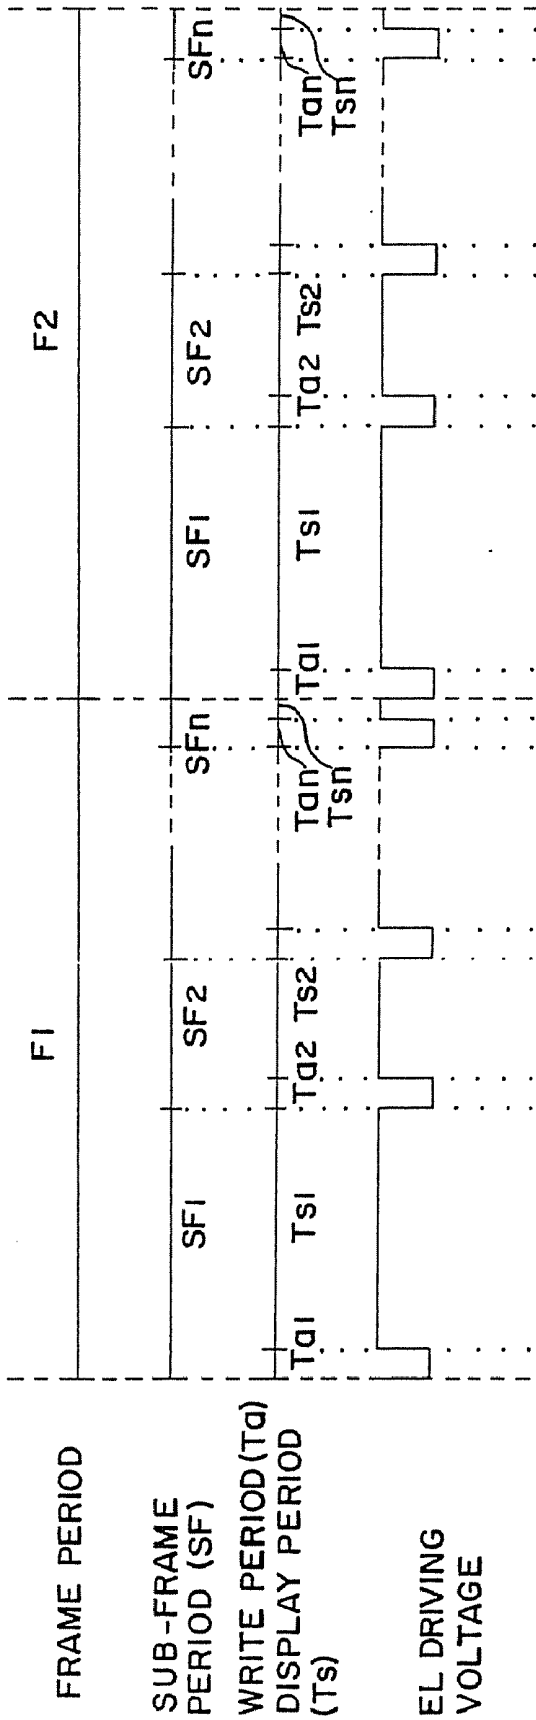 FRAME PERIOD
F1
F2
SUB-FRAME
PERIOD (SF)
SF1
SF2
SFn
SF1
SF2
SFn
WRITE PERIOD (Ta)
DISPLAY PERIOD
(Ts)
Ta1
Ts1
Ta2
Ts2
Tan
Tsn
Ta1
Ts1
Ta2
Ts2
Tan
Tsn
EL DRIVING
VOLTAGE